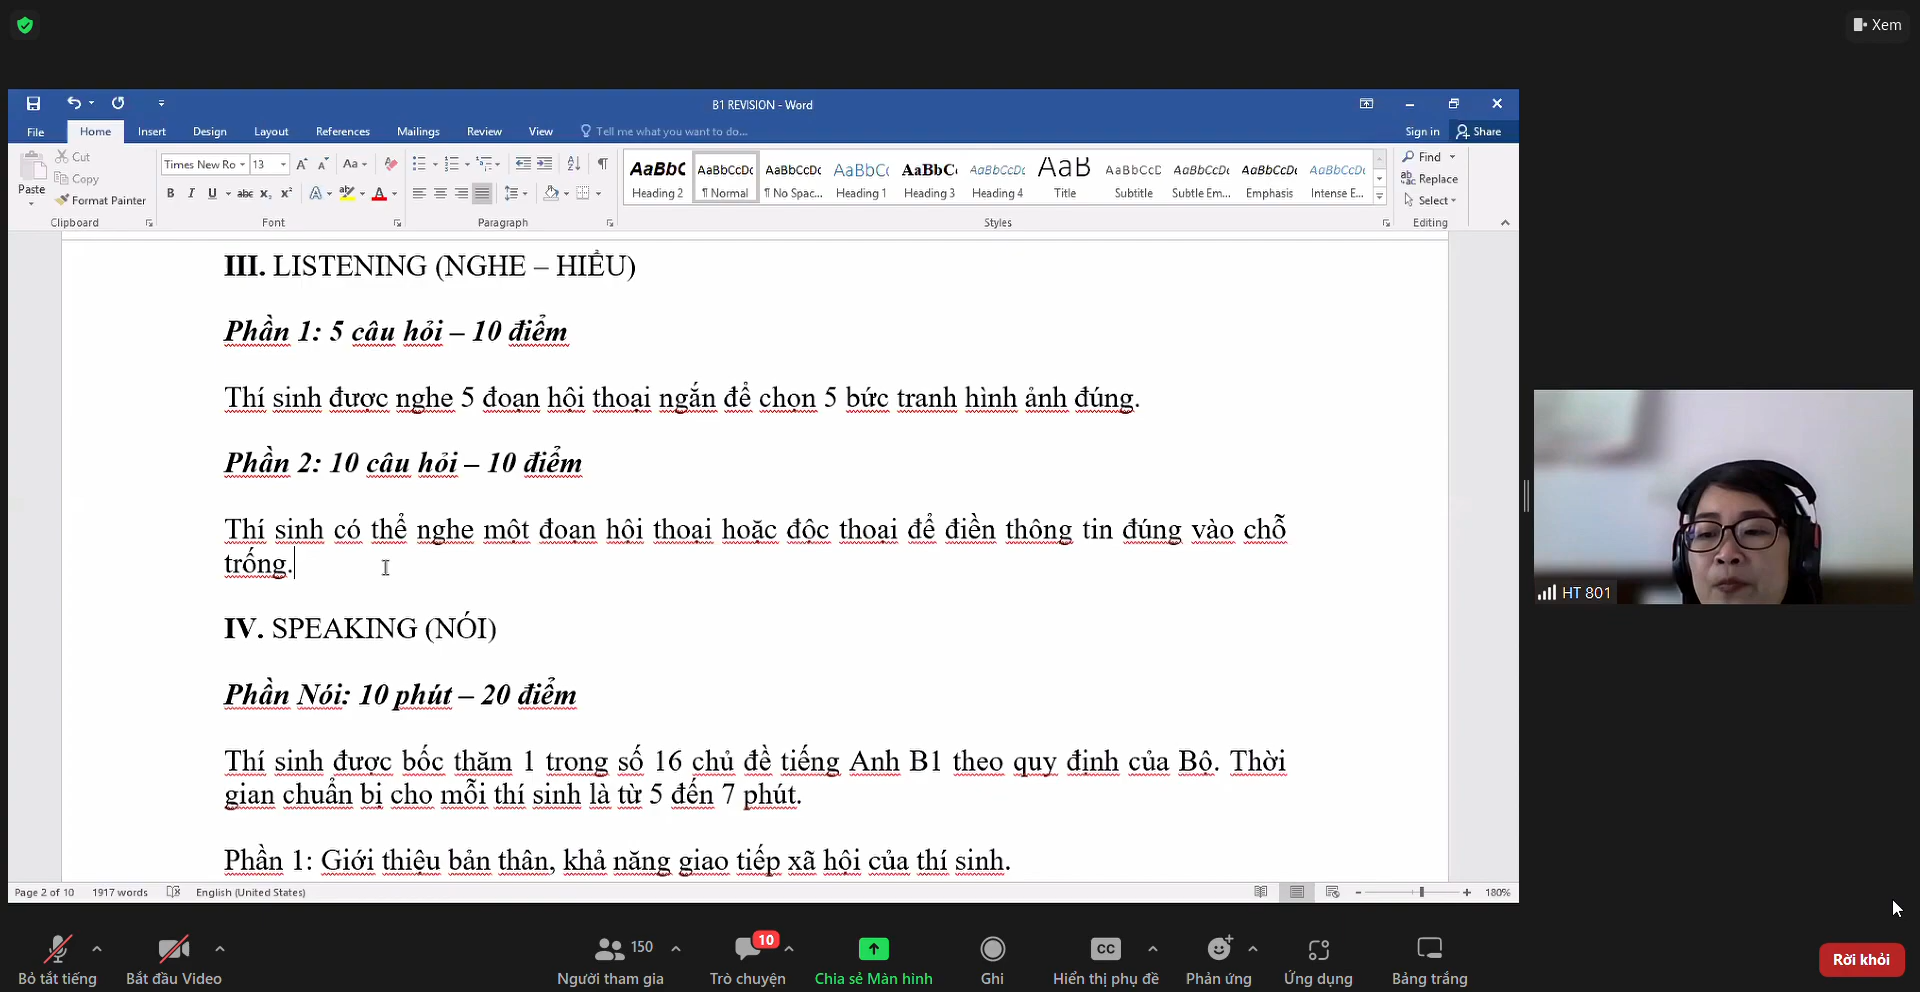 Xem
B1 REVISION - Word
File Home Insert Design Layout References Mailings Review View Tell me what you want to do... Sign in Share
Paste
Cut
Copy
Format Painter
Clipboard
Times New Ro 13
Font
Paragraph
AaBbC AaBbCcDc AaBbCcDc AaBbCc AaBbC AaBbCcDc AaB AaBbCcD AaBbCcDc AaBbCcDc AaBbCcDc
Heading 2 ¶ Normal ¶ No Spac... Heading 1 Heading 3 Heading 4 Title Subtitle Subtle Em... Emphasis Intense E...
Styles
Find
Replace
Select
Editing
III. LISTENING (NGHE – HIỂU)
Phần 1: 5 câu hỏi – 10 điểm
Thí sinh được nghe 5 đoạn hội thoại ngắn để chọn 5 bức tranh hình ảnh đúng.
Phần 2: 10 câu hỏi – 10 điểm
Thí sinh có thể nghe một đoạn hội thoại hoặc độc thoại để điền thông tin đúng vào chỗ
trống.
IV. SPEAKING (NÓI)
Phần Nói: 10 phút – 20 điểm
Thí sinh được bốc thăm 1 trong số 16 chủ đề tiếng Anh B1 theo quy định của Bộ. Thời
gian chuẩn bị cho mỗi thí sinh là từ 5 đến 7 phút.
Phần 1: Giới thiệu bản thân, khả năng giao tiếp xã hội của thí sinh.
HT 801
Page 2 of 10 1917 words English (United States) 180%
150
10
CC
Bỏ tắt tiếng Bắt đầu Video Người tham gia Trò chuyện Chia sẻ Màn hình Ghi Hiển thị phụ đề Phản ứng Ứng dụng Bảng trắng Rời khỏi